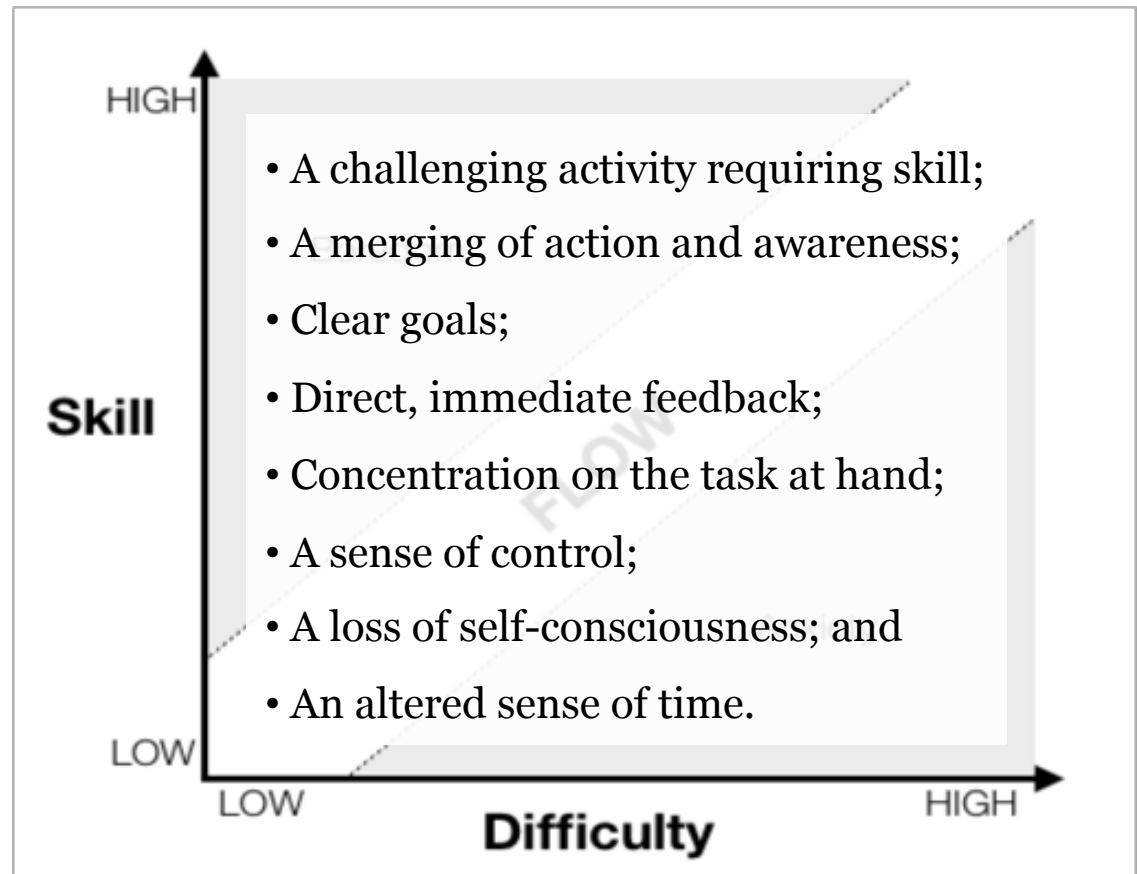 HIGH
• A challenging activity requiring skill;
• A merging of action and awareness;
• Clear goals;
Skill
• Direct, immediate feedback;
FLOW
• Concentration on the task at hand;
• A sense of control;
• A loss of self-consciousness; and
• An altered sense of time.
LOW
LOW
HIGH
Difficulty